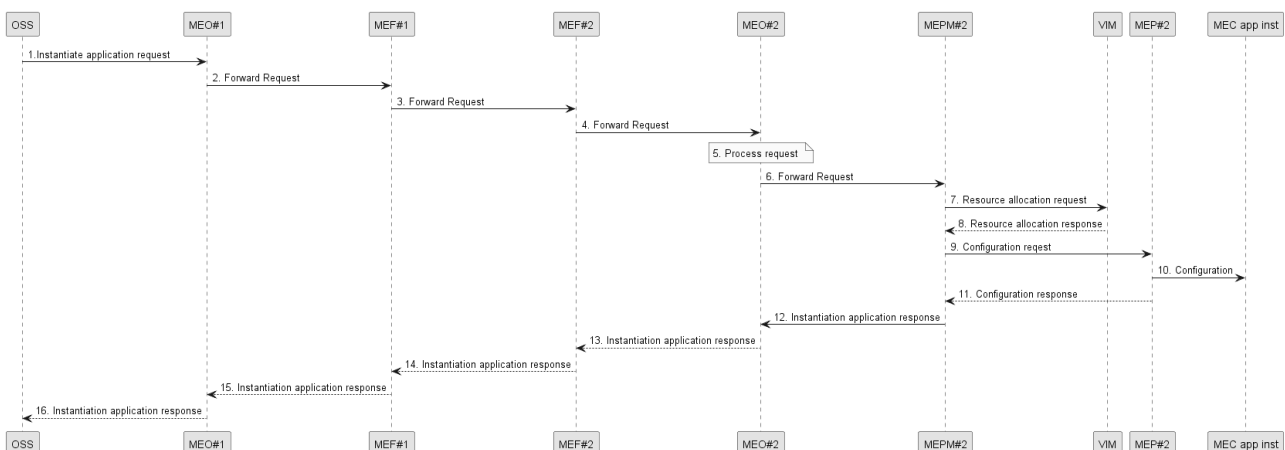 OSS MEO#1 MEF#1 MEF#2 MEO#2 MEPM#2 VIM MEP#2 MEC app inst
1.Instantiate application request
2. Forward Request
3. Forward Request
4. Forward Request
5. Process request
6. Forward Request
7. Resource allocation request
8. Resource allocation response
9. Configuration reqest
10. Configuration
11. Configuration response
12. Instantiation application response
13. Instantiation application response
14. Instantiation application response
15. Instantiation application response
16. Instantiation application response
OSS MEO#1 MEF#1 MEF#2 MEO#2 MEPM#2 VIM MEP#2 MEC app inst